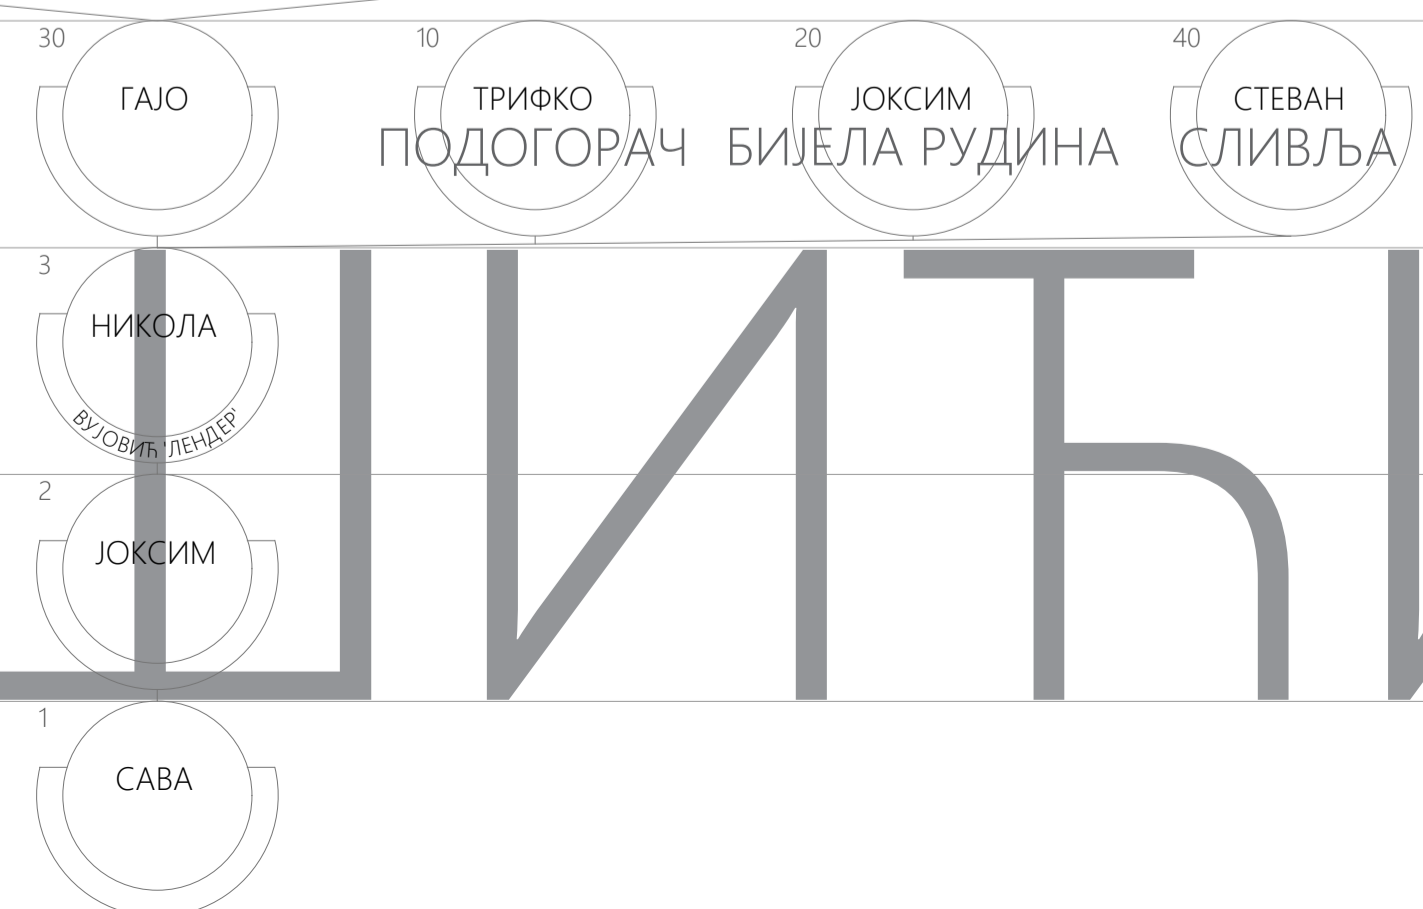 30 10 20 40
ГАЈО ТРИФКО ЈОКСИМ СТЕВАН
ПОДОГОРАЧ БИЈЕЛА РУДИНА СЛИВЉА
3
НИКОЛА
ВУЈОВИЋ 'ЛЕНДЕР'
ШИЋИ
2
ЈОКСИМ
1
САВА